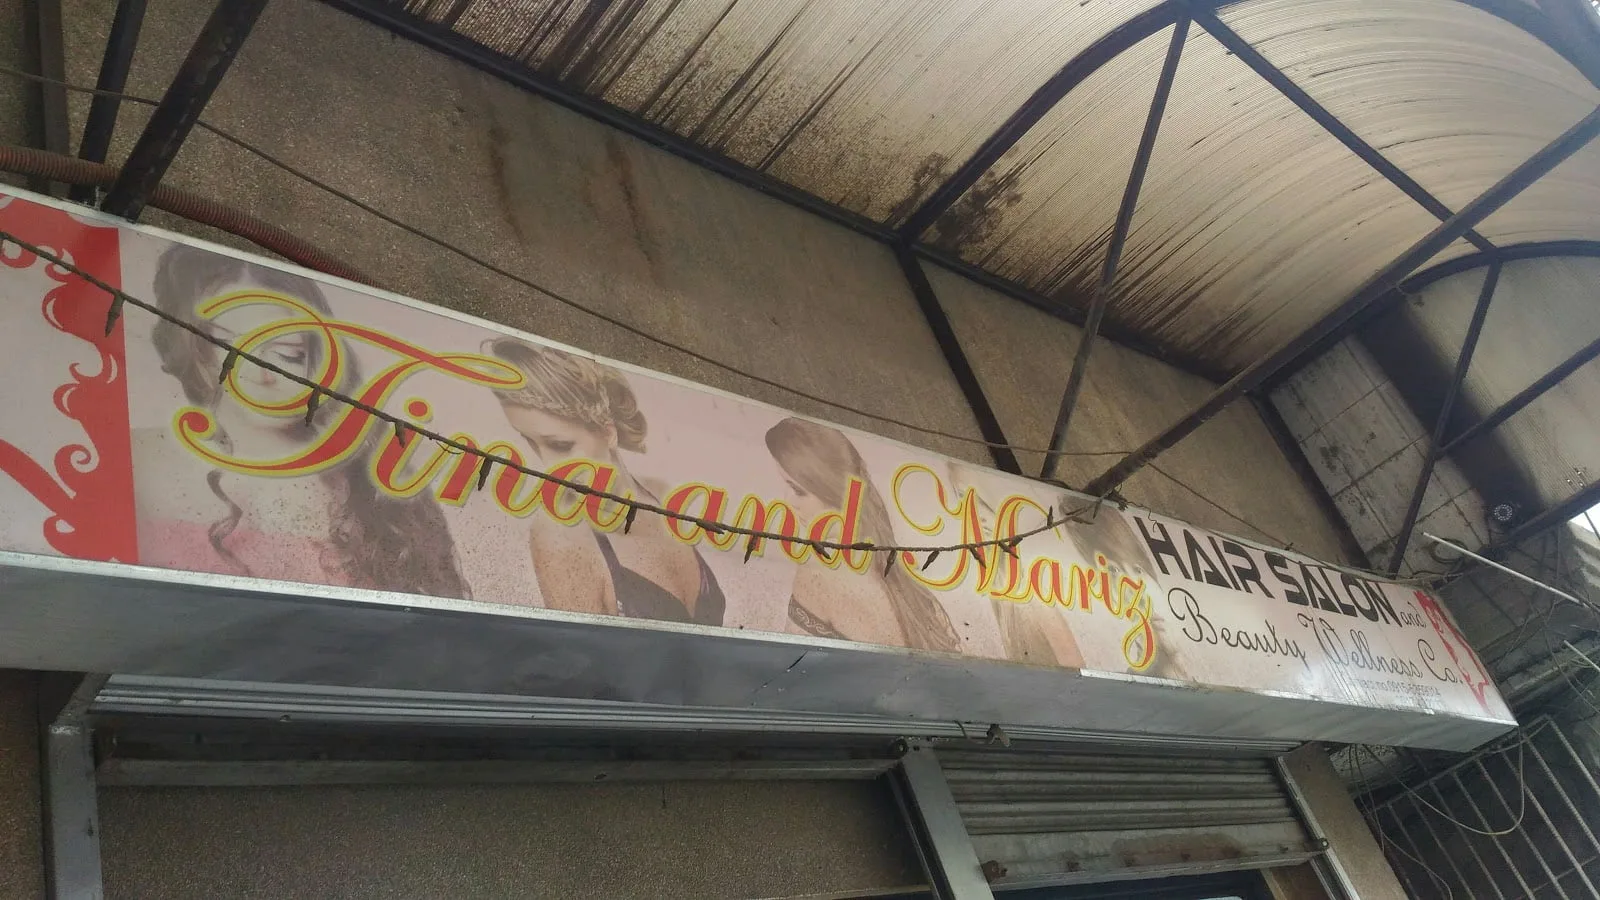 Tina and Mariz
HAIR SALON and
Beauty Wellness Co.